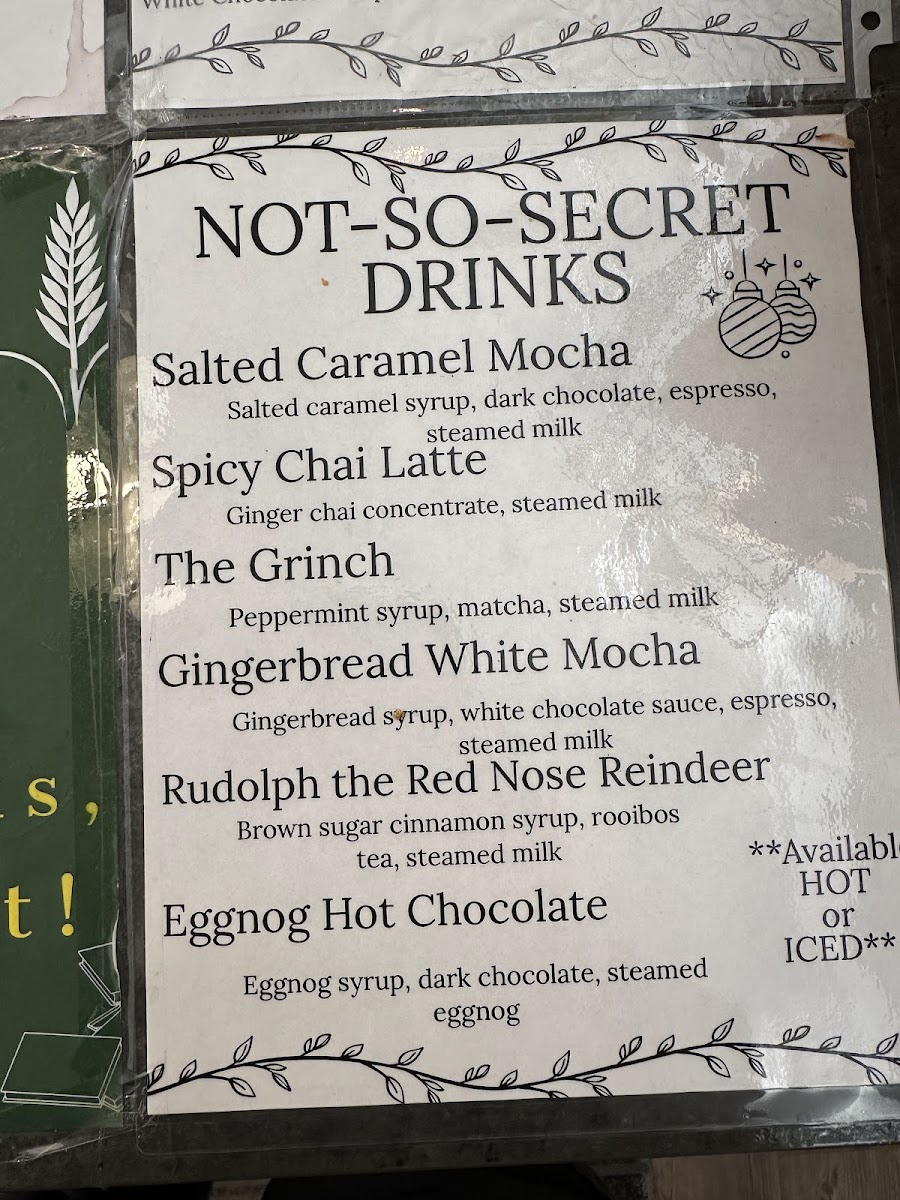 NOT-SO-SECRET
DRINKS
Salted Caramel Mocha
Salted caramel syrup, dark chocolate, espresso,
steamed milk
Spicy Chai Latte
Ginger chai concentrate, steamed milk
The Grinch
Peppermint syrup, matcha, steamed milk
Gingerbread White Mocha
Gingerbread syrup, white chocolate sauce, espresso,
steamed milk
Rudolph the Red Nose Reindeer
Brown sugar cinnamon syrup, rooibos
tea, steamed milk
**Available
HOT
or
ICED**
Eggnog Hot Chocolate
Eggnog syrup, dark chocolate, steamed
eggnog
s,
t!